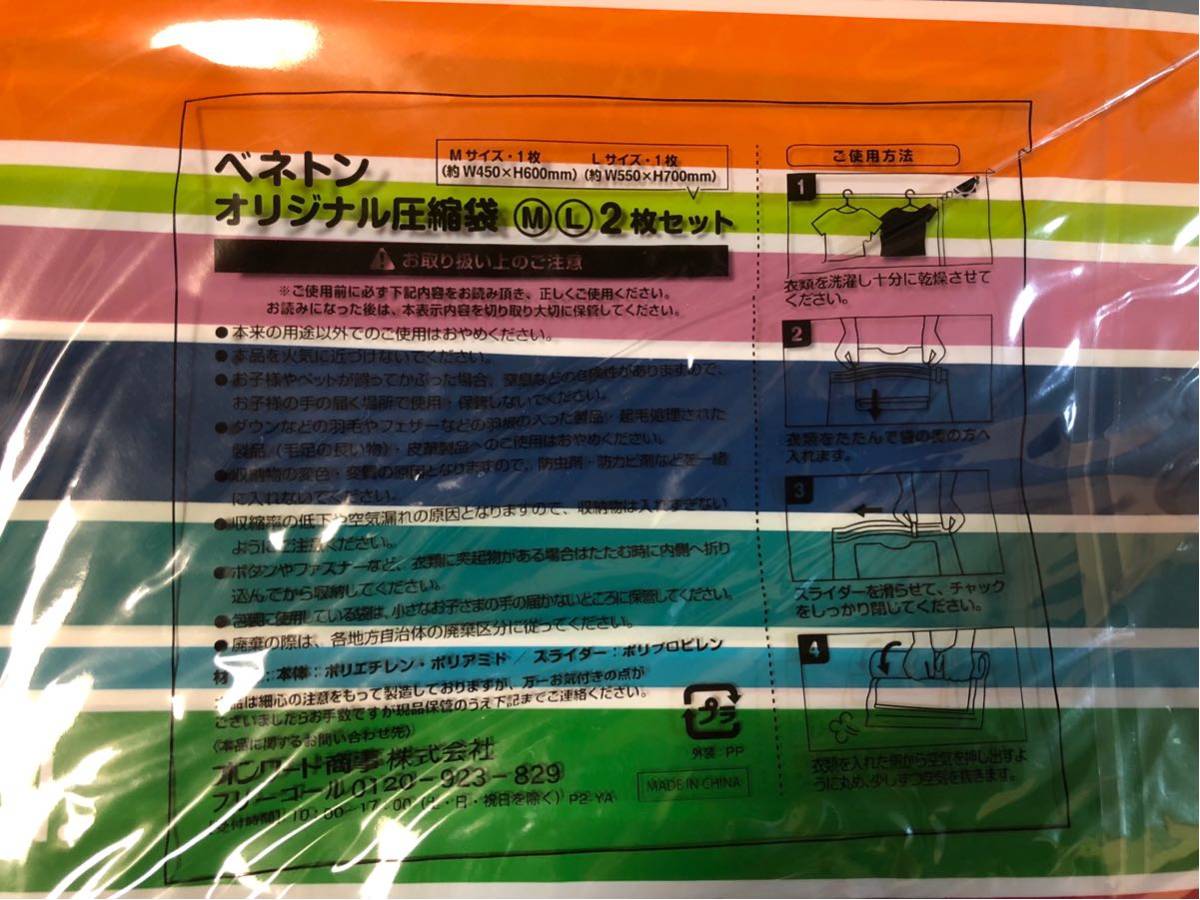 ベネトン
Mサイズ・1枚
(約W450×H600mm)
Lサイズ・1枚
(約W550×H700mm)
オリジナル圧縮袋 ⓂⓁ2枚セット
お取り扱い上のご注意
※ご使用前に必ず下記内容をお読み頂き、正しくご使用ください。
お読みになった後は、本表示内容を切り取り大切に保管してください。
●本来の用途以外でのご使用はおやめください。
●本品を火気に近づけないでください。
●お子様やペットが誤ってかぶった場合、窒息などの危険性がありますので、
お子様の手の届く場所で使用・保管しないでください。
●ダウンなどの羽毛やフェザーなどの羽根の入った製品・起毛処理された
製品(毛足の長い物)・皮革製品へのご使用はおやめください。
●収納物の変色・変質の原因となりますので、防虫剤・防カビ剤などを一緒
に入れないでください。
●収縮率の低下や空気漏れの原因となりますので、収納物は入れすぎない
ようにご注意ください。
●ボタンやファスナーなど、衣類に突起物がある場合はたたむ時に内側へ折り
込んでから収納してください。
●包装に使用している袋は、小さなお子さまの手の届かないところに保管してください。
●廃棄の際は、各地方自治体の廃棄区分に従ってください。
材 :本体:ポリエチレン・ポリアミド/スライダー:ポリプロピレン
品は細心の注意をもって製造しておりますが、万一お気付きの点が
ございましたらお手数ですが現品保管のうえ下記までご連絡ください。
〈本品に関するお問い合わせ先〉
オンワード商事株式会社
フリーコール0120-923-829
[受付時間]10:00〜17:00(土・日・祝日を除く) P2-YA
プラ
外装:PP
MADE IN CHINA
ご使用方法
1
衣類を洗濯し十分に乾燥させて
ください。
2
衣類をたたんで袋の奥の方へ
入れます。
3
スライダーを滑らせて、チャック
をしっかり閉じてください。
4
衣類を入れた側から空気を押し出すよ
うに丸め、少しずつ空気を抜きます。